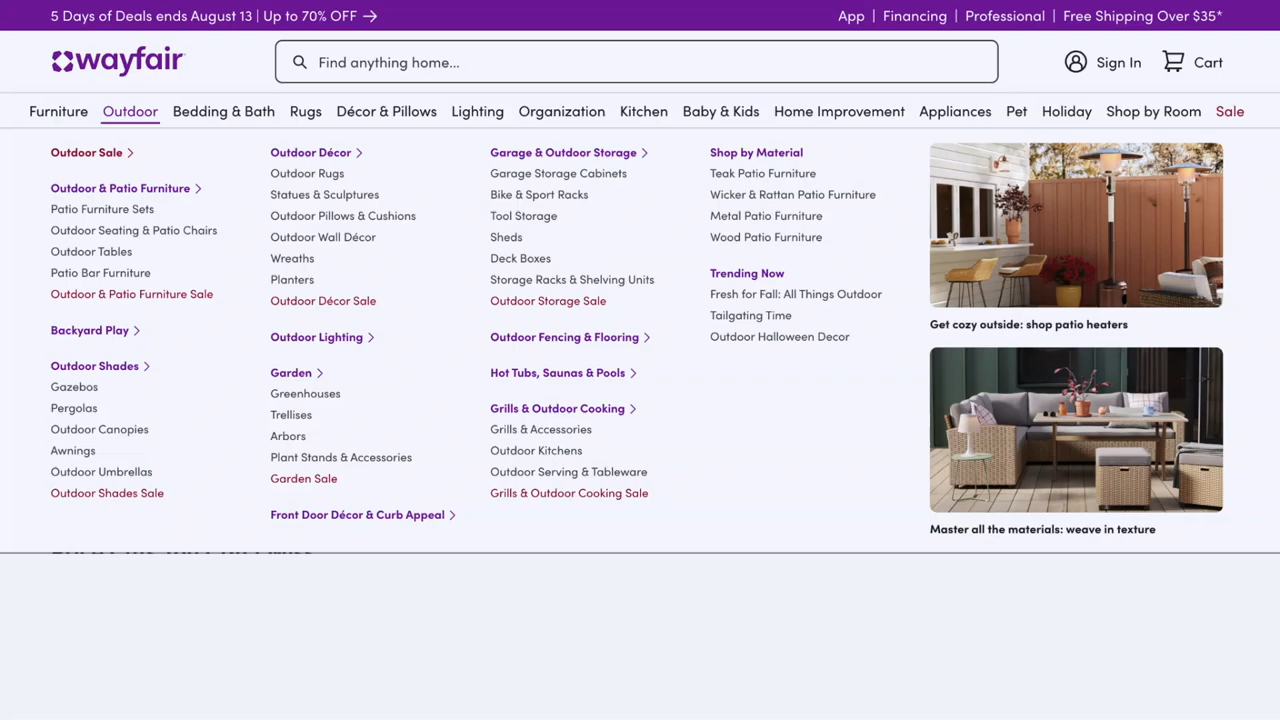 5 Days of Deals ends August 13 | Up to 70% OFF
App | Financing | Professional | Free Shipping Over $35*
wayfair
Find anything home...
Sign In
Cart
Furniture
Outdoor
Bedding & Bath
Rugs
Décor & Pillows
Lighting
Organization
Kitchen
Baby & Kids
Home Improvement
Appliances
Pet
Holiday
Shop by Room
Sale
Outdoor Sale
Outdoor & Patio Furniture
Patio Furniture Sets
Outdoor Seating & Patio Chairs
Outdoor Tables
Patio Bar Furniture
Outdoor & Patio Furniture Sale
Backyard Play
Outdoor Shades
Gazebos
Pergolas
Outdoor Canopies
Awnings
Outdoor Umbrellas
Outdoor Shades Sale
Outdoor Décor
Outdoor Rugs
Statues & Sculptures
Outdoor Pillows & Cushions
Outdoor Wall Décor
Wreaths
Planters
Outdoor Décor Sale
Outdoor Lighting
Garden
Greenhouses
Trellises
Arbors
Plant Stands & Accessories
Garden Sale
Front Door Décor & Curb Appeal
Garage & Outdoor Storage
Garage Storage Cabinets
Bike & Sport Racks
Tool Storage
Sheds
Deck Boxes
Storage Racks & Shelving Units
Outdoor Storage Sale
Outdoor Fencing & Flooring
Hot Tubs, Saunas & Pools
Grills & Outdoor Cooking
Grills & Accessories
Outdoor Kitchens
Outdoor Serving & Tableware
Grills & Outdoor Cooking Sale
Shop by Material
Teak Patio Furniture
Wicker & Rattan Patio Furniture
Metal Patio Furniture
Wood Patio Furniture
Trending Now
Fresh for Fall: All Things Outdoor
Tailgating Time
Outdoor Halloween Decor
Get cozy outside: shop patio heaters
Master all the materials: weave in texture